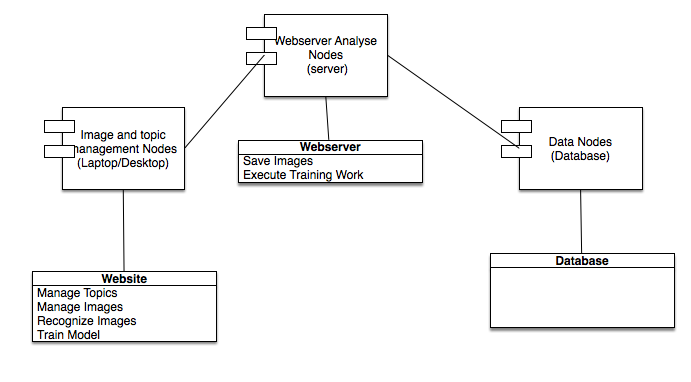 Webserver Analyse
Nodes
(server)
Image and topic
management Nodes
(Laptop/Desktop)
Data Nodes
(Database)
Webserver
Save Images
Execute Training Work
Database
Website
Manage Topics
Manage Images
Recognize Images
Train Model